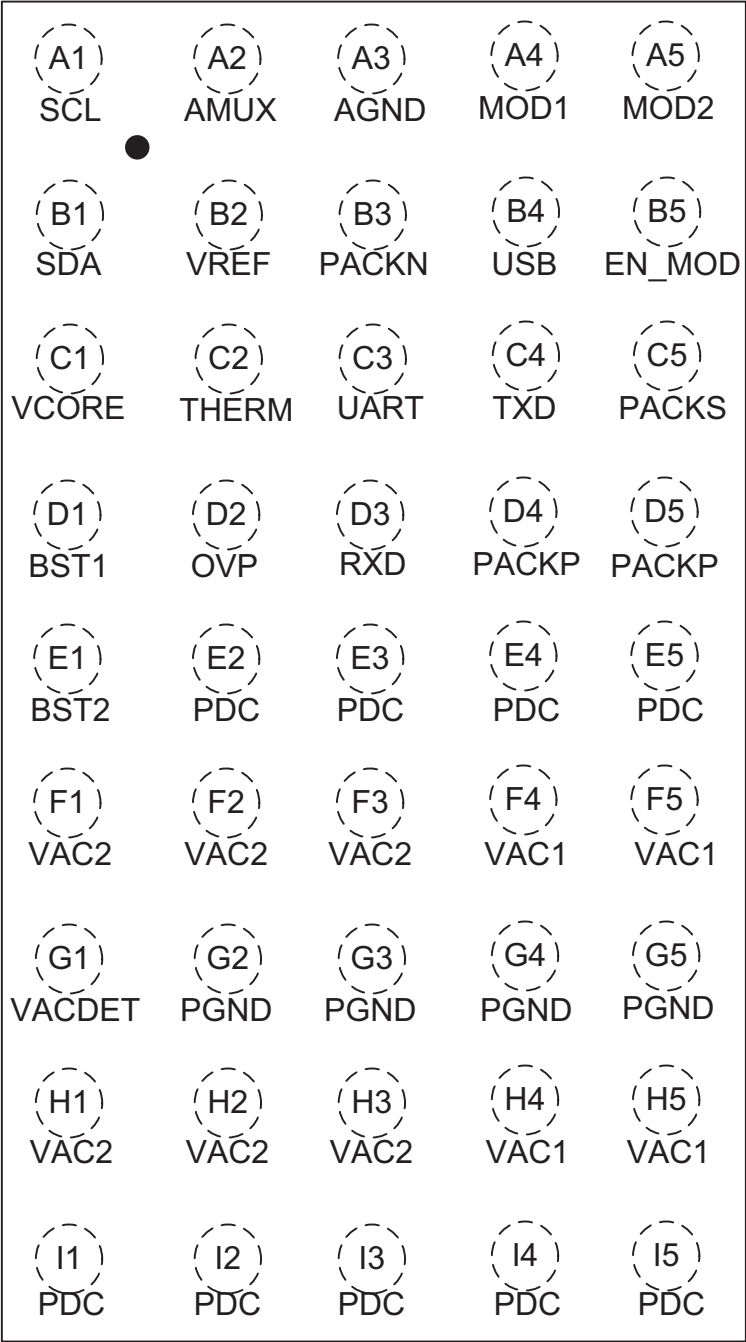 A1 A2 A3 A4 A5
SCL AMUX AGND MOD1 MOD2
B1 B2 B3 B4 B5
SDA VREF PACKN USB EN_MOD
C1 C2 C3 C4 C5
VCORE THERM UART TXD PACKS
D1 D2 D3 D4 D5
BST1 OVP RXD PACKP PACKP
E1 E2 E3 E4 E5
BST2 PDC PDC PDC PDC
F1 F2 F3 F4 F5
VAC2 VAC2 VAC2 VAC1 VAC1
G1 G2 G3 G4 G5
VACDET PGND PGND PGND PGND
H1 H2 H3 H4 H5
VAC2 VAC2 VAC2 VAC1 VAC1
I1 I2 I3 I4 I5
PDC PDC PDC PDC PDC